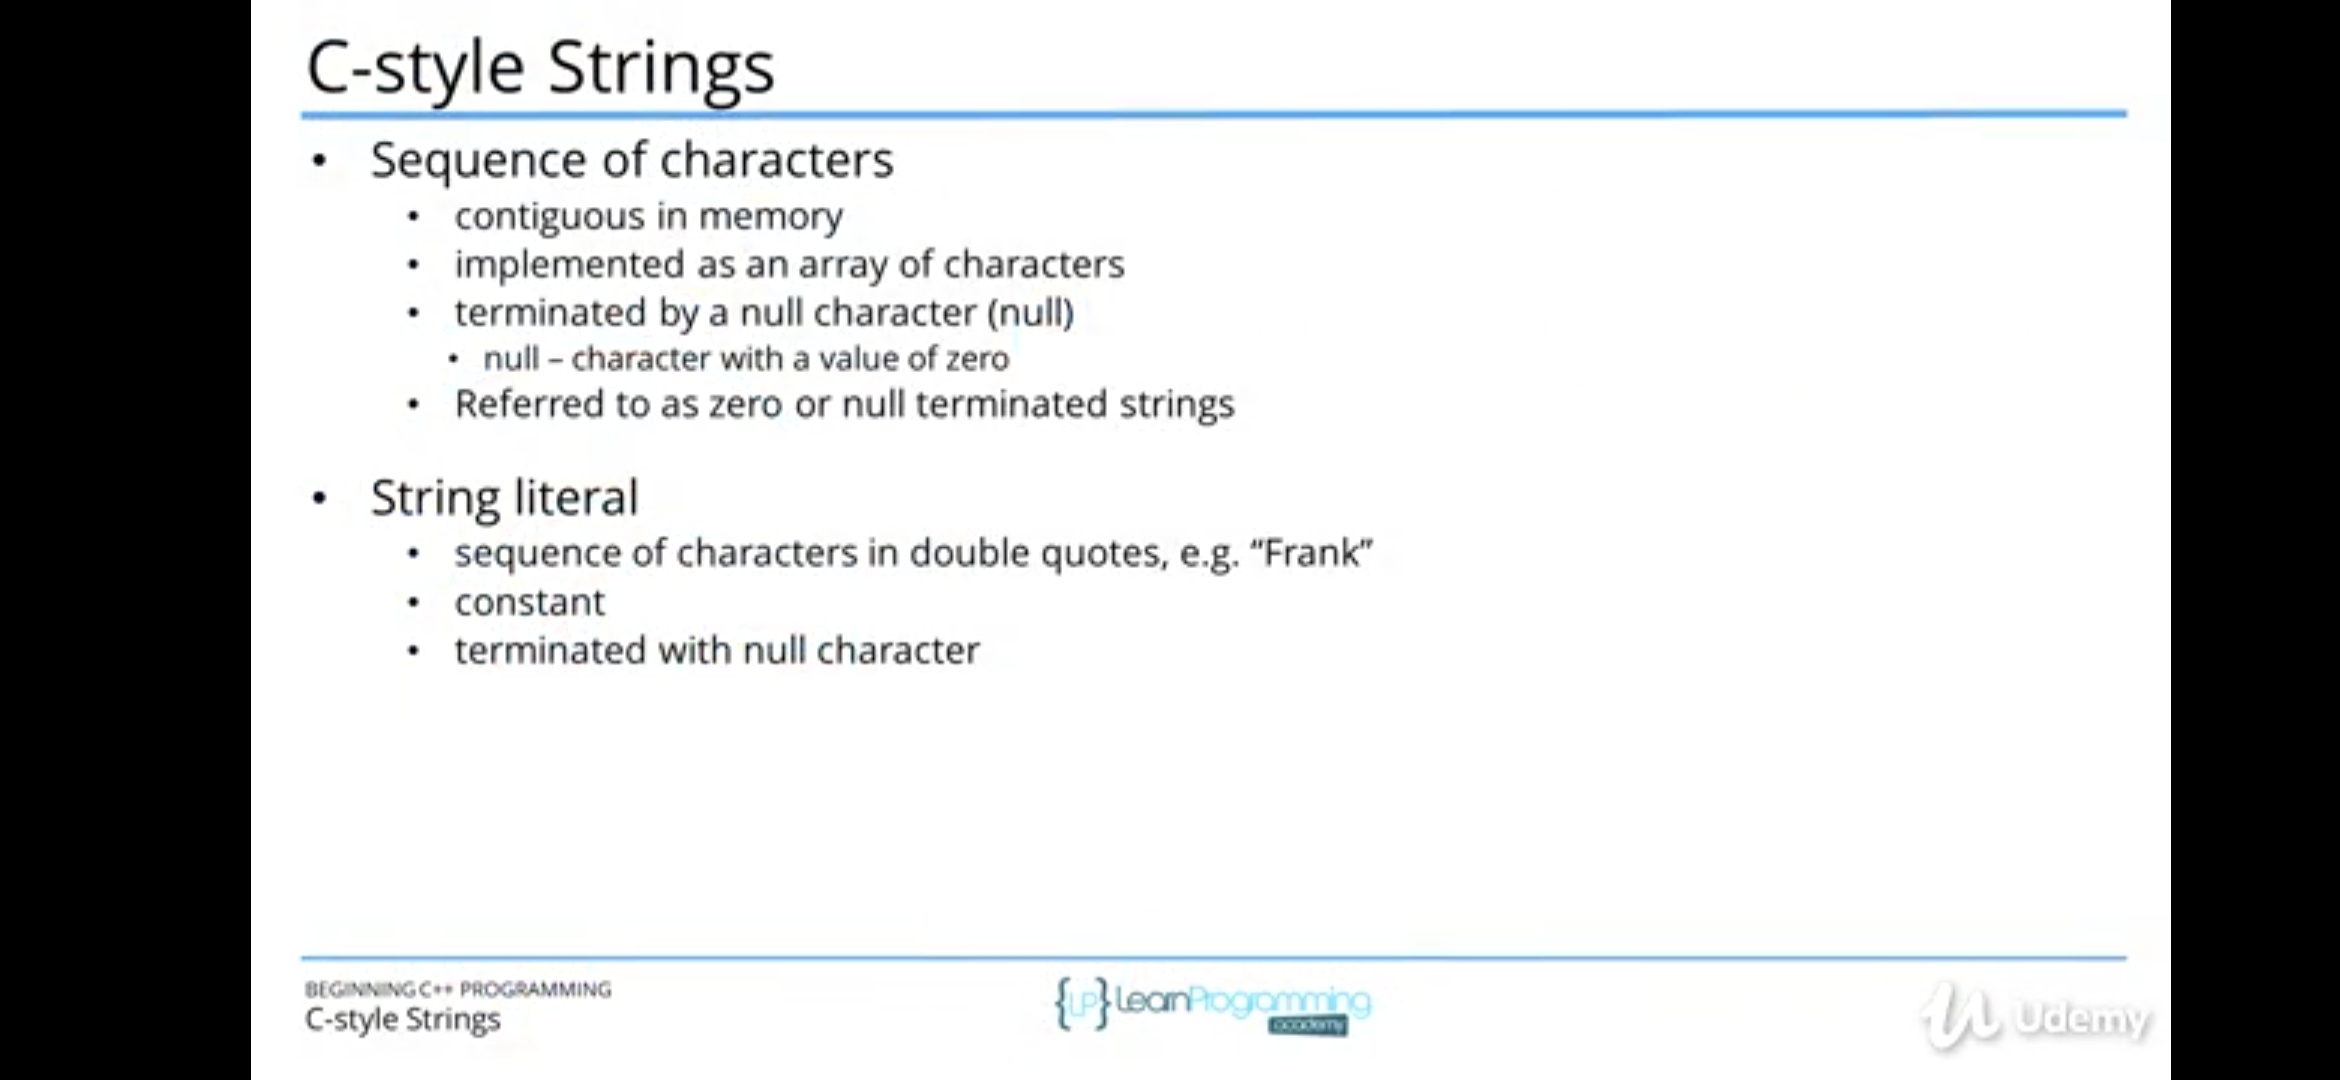 C-style Strings
• Sequence of characters
• contiguous in memory
• implemented as an array of characters
• terminated by a null character (null)
• null – character with a value of zero
• Referred to as zero or null terminated strings
• String literal
• sequence of characters in double quotes, e.g. “Frank”
• constant
• terminated with null character
BEGINNING C++ PROGRAMMING
C-style Strings
{LP} LearnProgramming
academy
Udemy